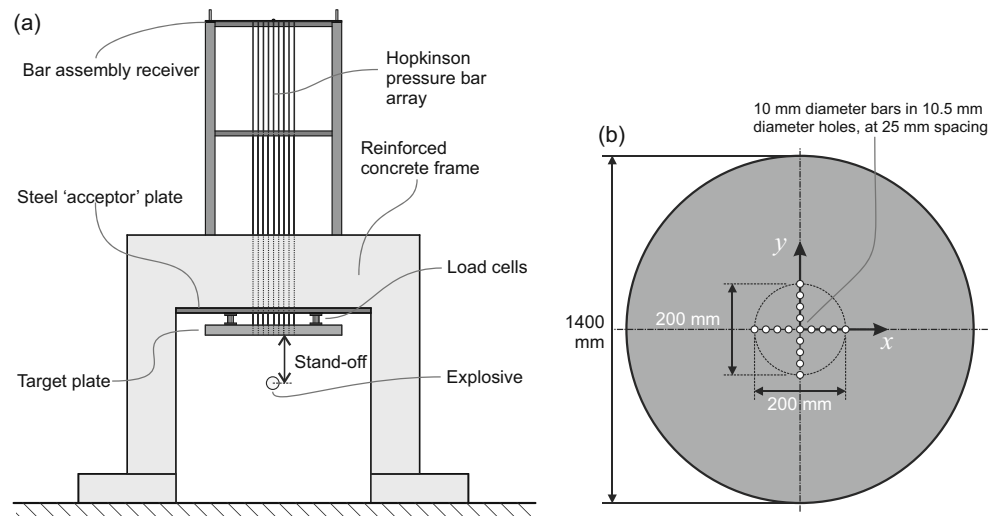 (a)
Bar assembly receiver
Hopkinson
pressure bar
array
Reinforced
concrete frame
Steel ‘acceptor’ plate
Load cells
Stand-off
Target plate
Explosive
(b)
10 mm diameter bars in 10.5 mm
diameter holes, at 25 mm spacing
y
1400
mm
200 mm
x
200 mm